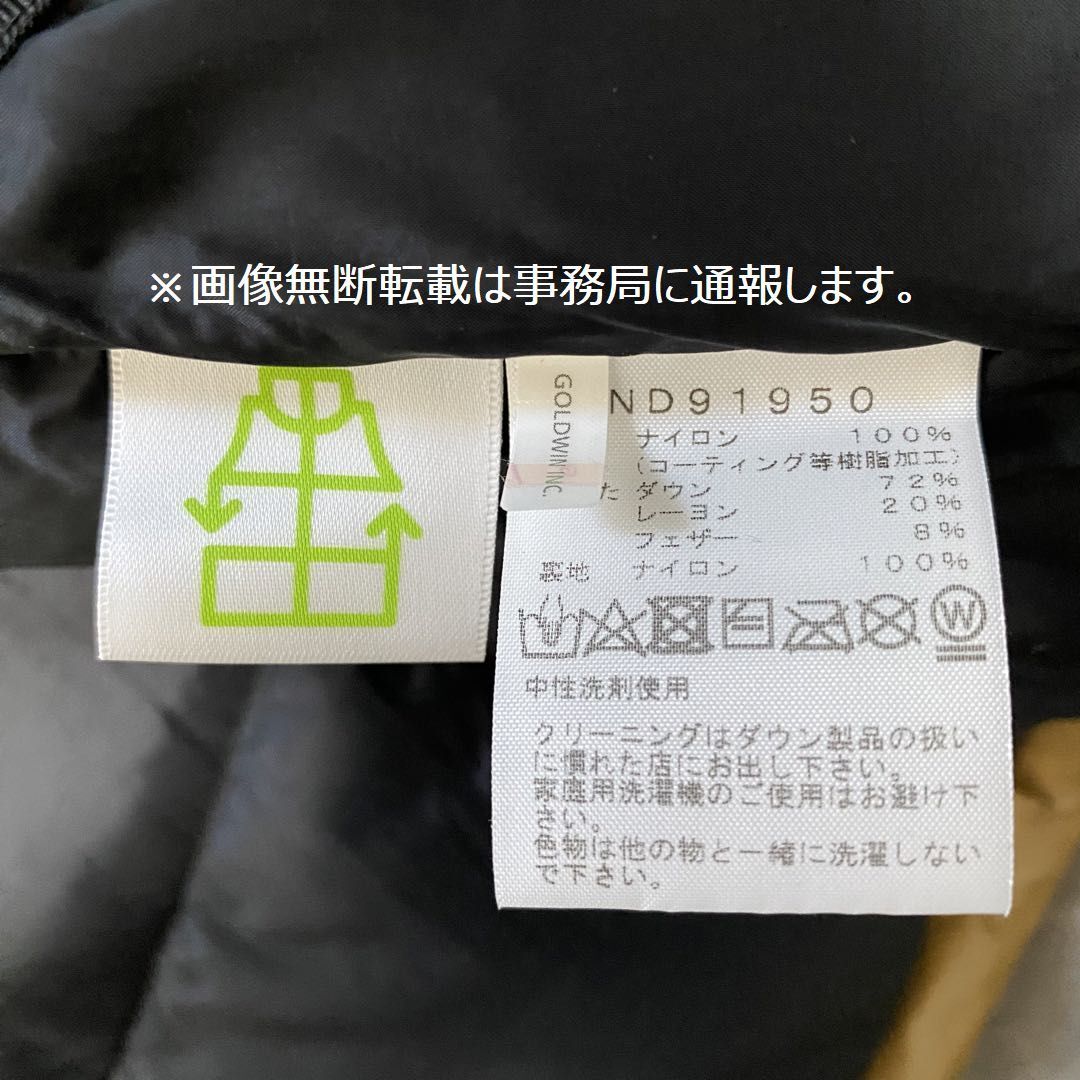 ※画像無断転載は事務局に通報します。
GOLDWIN INC
ND91950
ナイロン 100%
(コーティング等樹脂加工)
た ダウン 72%
レーヨン 20%
フェザー 8%
裏地 ナイロン 100%
W
中性洗剤使用
クリーニングはダウン製品の扱い
に慣れた店にお出し下さい。
家庭用洗濯機のご使用はお避け下
さい。
色物は他の物と一緒に洗濯しない
で下さい。